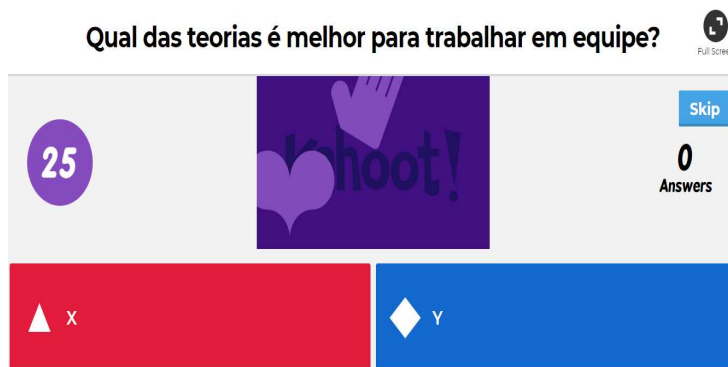 Qual das teorias é melhor para trabalhar em equipe?
Full Scree
25
Kahoot!
Skip
0
Answers
X
Y